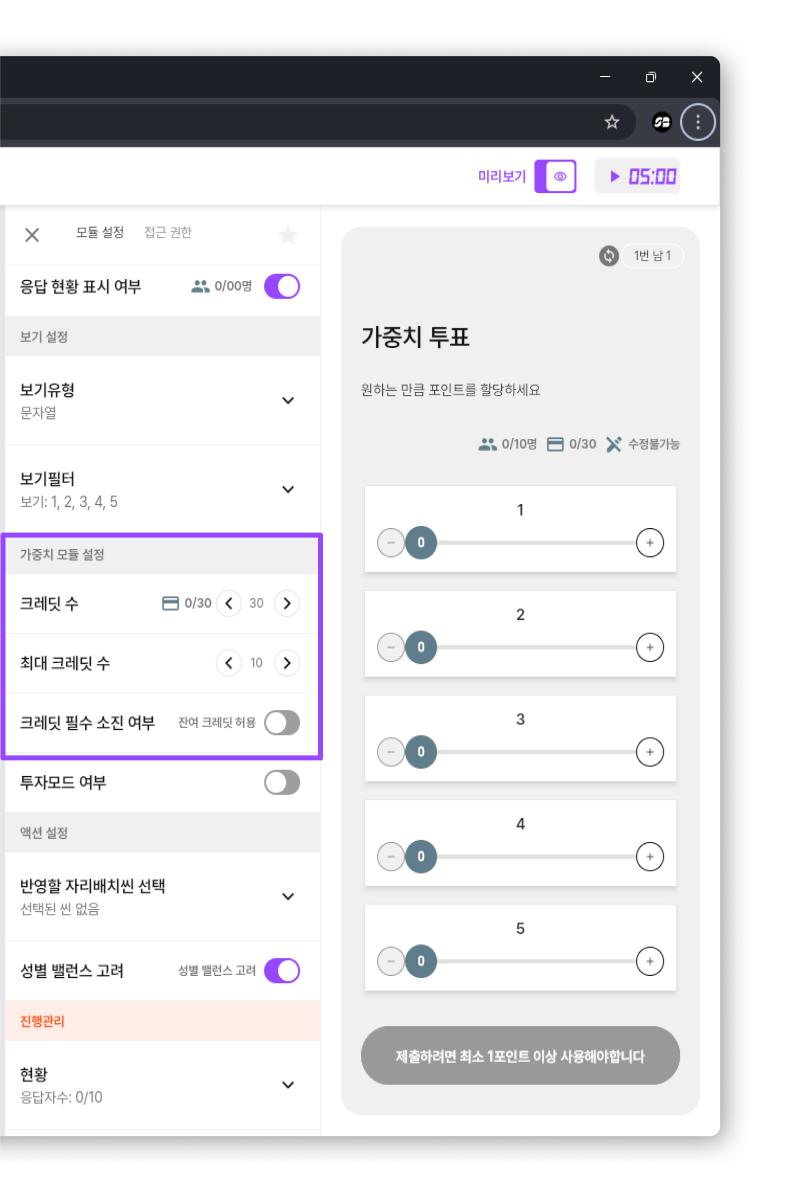 미리보기
05:00
모듈 설정 접근 권한
응답 현황 표시 여부 0/00명
보기 설정
보기유형
문자열
보기필터
보기: 1, 2, 3, 4, 5
가중치 모듈 설정
크레딧 수 0/30 30
최대 크레딧 수 10
크레딧 필수 소진 여부 잔여 크레딧 허용
투자모드 여부
액션 설정
반영할 자리배치씬 선택
선택된 씬 없음
성별 밸런스 고려 성별 밸런스 고려
진행관리
현황
응답자수: 0/10
1번 남1
가중치 투표
원하는 만큼 포인트를 할당하세요
0/10명 0/30 수정불가능
1
0
2
0
3
0
4
0
5
0
제출하려면 최소 1포인트 이상 사용해야합니다